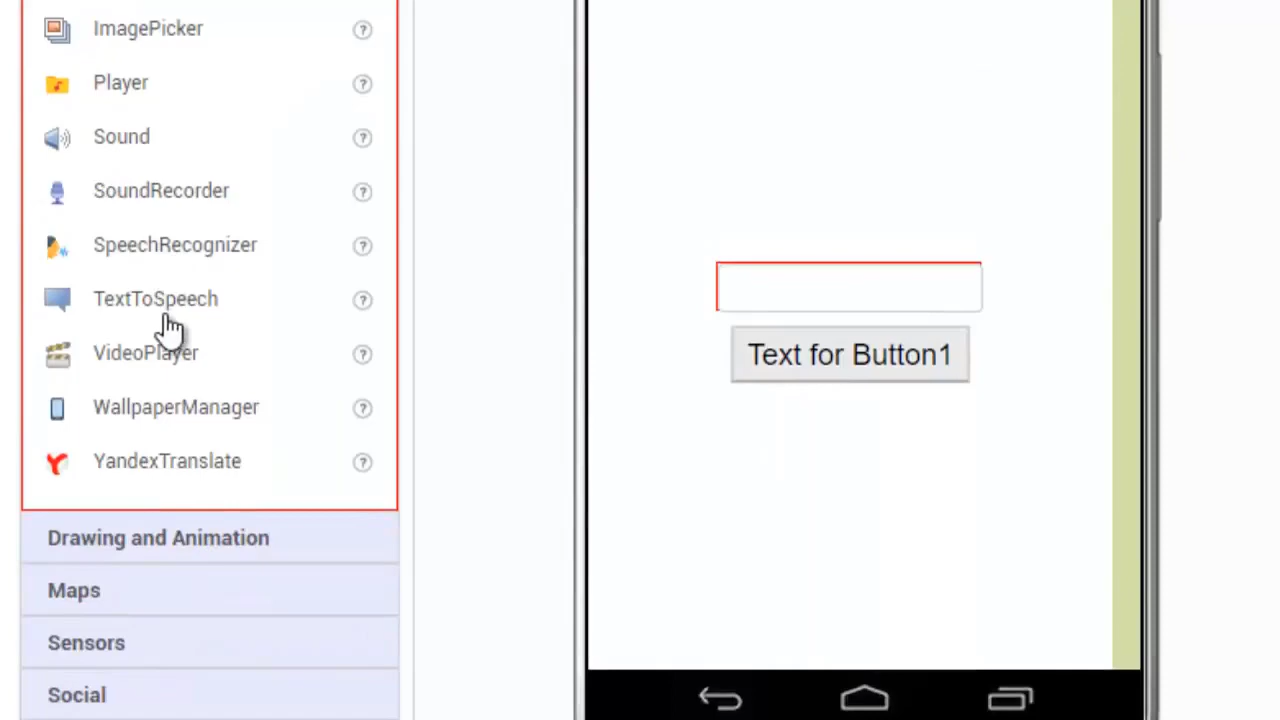 ImagePicker
?
Player
?
Sound
?
SoundRecorder
?
SpeechRecognizer
?
TextToSpeech
?
VideoPlayer
?
WallpaperManager
?
YandexTranslate
?
Drawing and Animation
Maps
Sensors
Social
Text for Button1